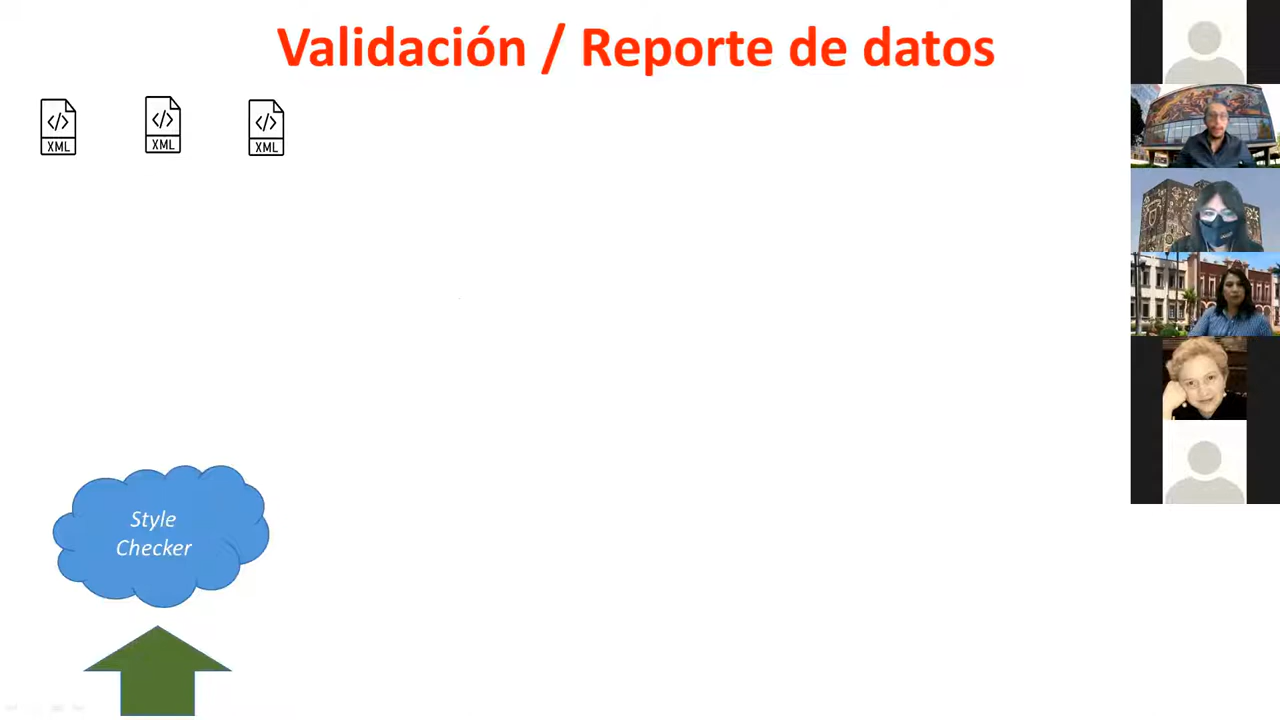 Validación / Reporte de datos
</>
XML
</>
XML
</>
XML
Style
Checker